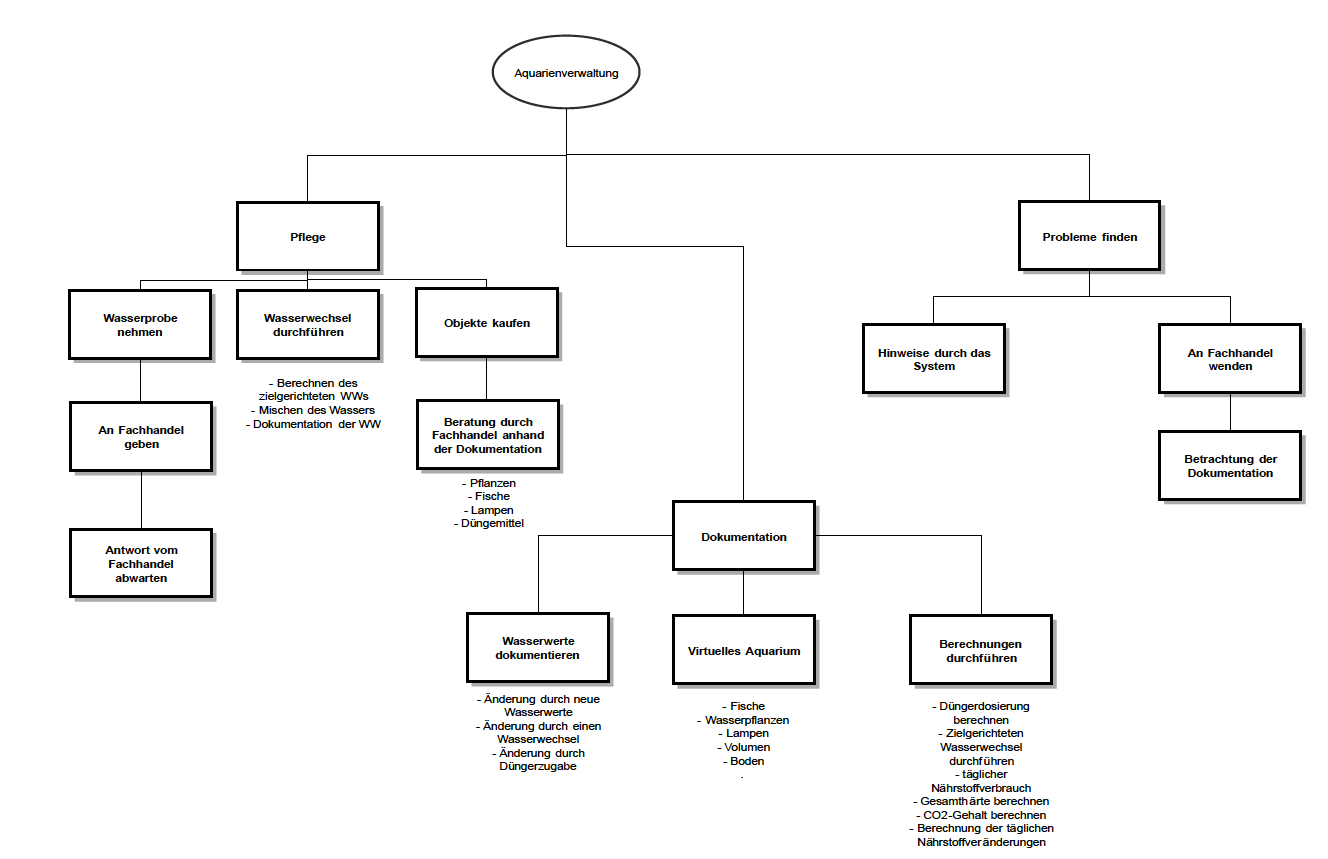 Aquarienverwaltung
Pflege
Probleme finden
Wasserprobe
nehmen
Wasserwechsel
durchführen
Objekte kaufen
Hinweise durch das
System
An Fachhandel
wenden
- Berechnen des
zielgerichteten WWs
- Mischen des Wassers
- Dokumentation der WW
An Fachhandel
geben
Beratung durch
Fachhandel anhand
der Dokumentation
- Pflanzen
- Fische
- Lampen
- Düngemittel
Betrachtung der
Dokumentation
Antwort vom
Fachhandel
abwarten
Dokumentation
Wasserwerte
dokumentieren
- Änderung durch neue
Wasserwerte
- Änderung durch einen
Wasserwechsel
- Änderung durch
Düngerzugabe
Virtuelles Aquarium
- Fische
- Wasserpflanzen
- Lampen
- Volumen
- Boden
.
Berechnungen
durchführen
- Düngerdosierung
berechnen
- Zielgerichteten
Wasserwechsel
durchführen
- täglicher
Nährstoffverbrauch
- Gesamthärte berechnen
- CO2-Gehalt berechnen
- Berechnung der täglichen
Nährstoffveränderungen